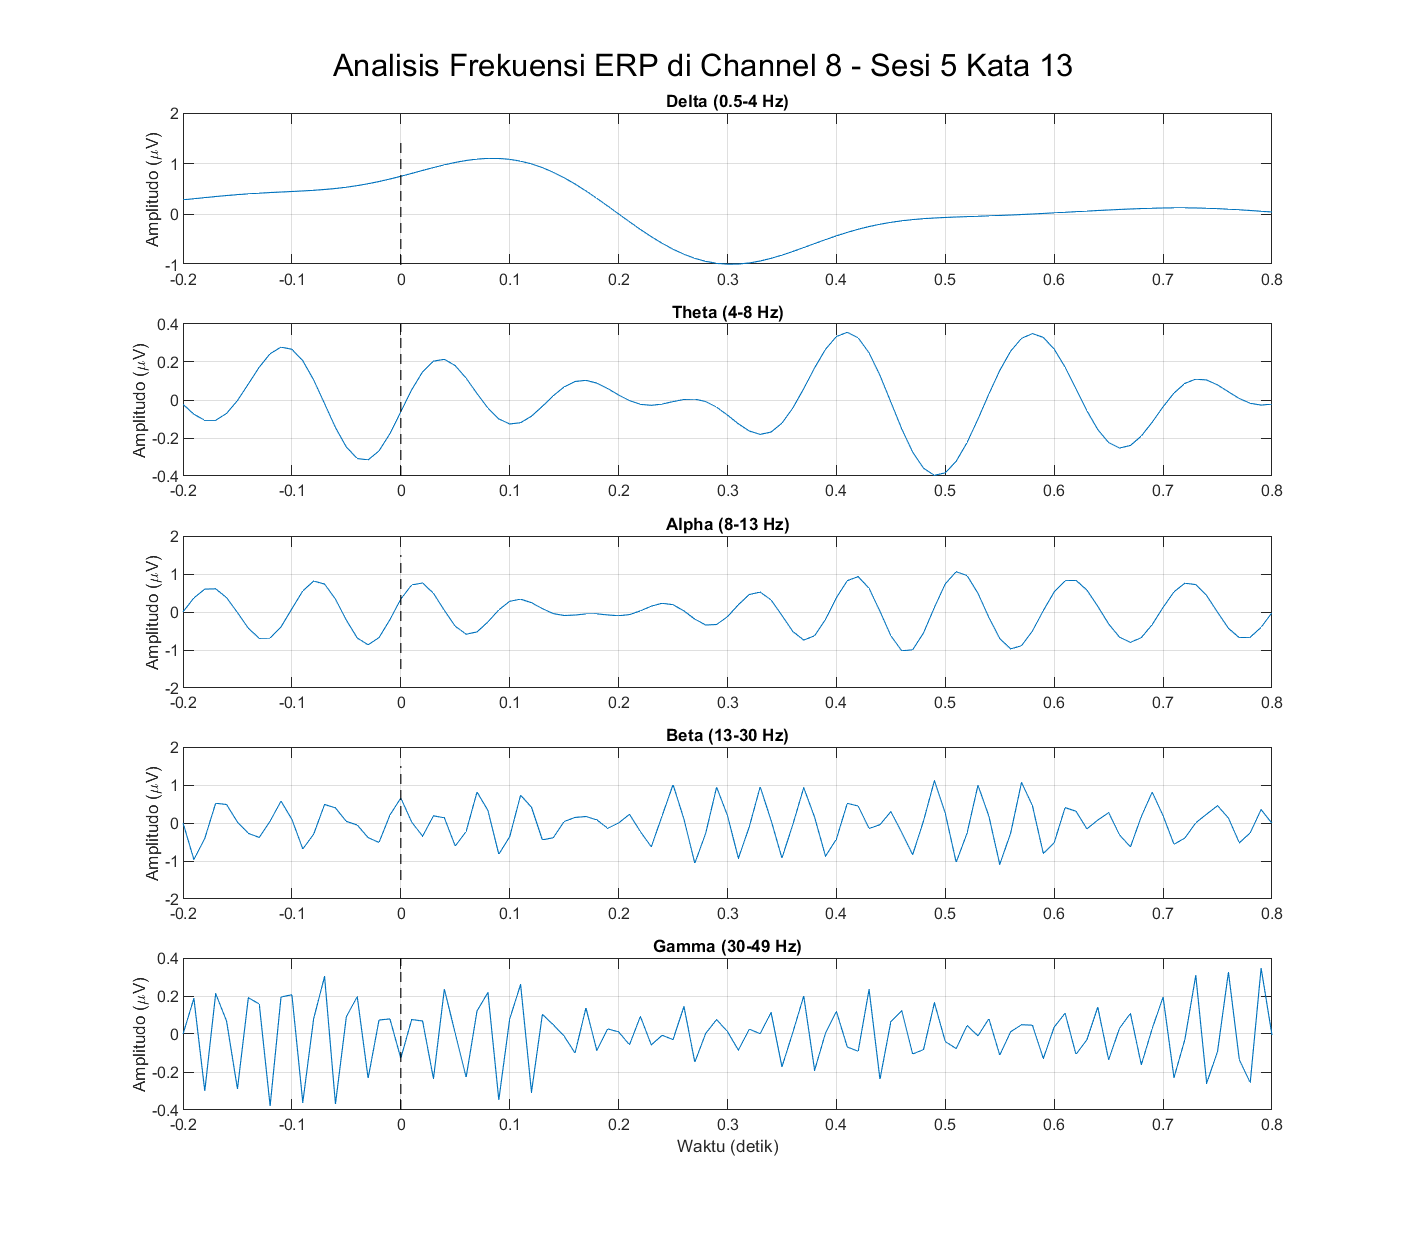 Analisis Frekuensi ERP di Channel 8 - Sesi 5 Kata 13
Delta (0.5-4 Hz)
Amplitudo (µV)
2
1
0
-1
-0.2 -0.1 0 0.1 0.2 0.3 0.4 0.5 0.6 0.7 0.8
Theta (4-8 Hz)
Amplitudo (µV)
0.4
0.2
0
-0.2
-0.4
-0.2 -0.1 0 0.1 0.2 0.3 0.4 0.5 0.6 0.7 0.8
Alpha (8-13 Hz)
Amplitudo (µV)
2
1
0
-1
-2
-0.2 -0.1 0 0.1 0.2 0.3 0.4 0.5 0.6 0.7 0.8
Beta (13-30 Hz)
Amplitudo (µV)
2
1
0
-1
-2
-0.2 -0.1 0 0.1 0.2 0.3 0.4 0.5 0.6 0.7 0.8
Gamma (30-49 Hz)
Amplitudo (µV)
0.4
0.2
0
-0.2
-0.4
-0.2 -0.1 0 0.1 0.2 0.3 0.4 0.5 0.6 0.7 0.8
Waktu (detik)